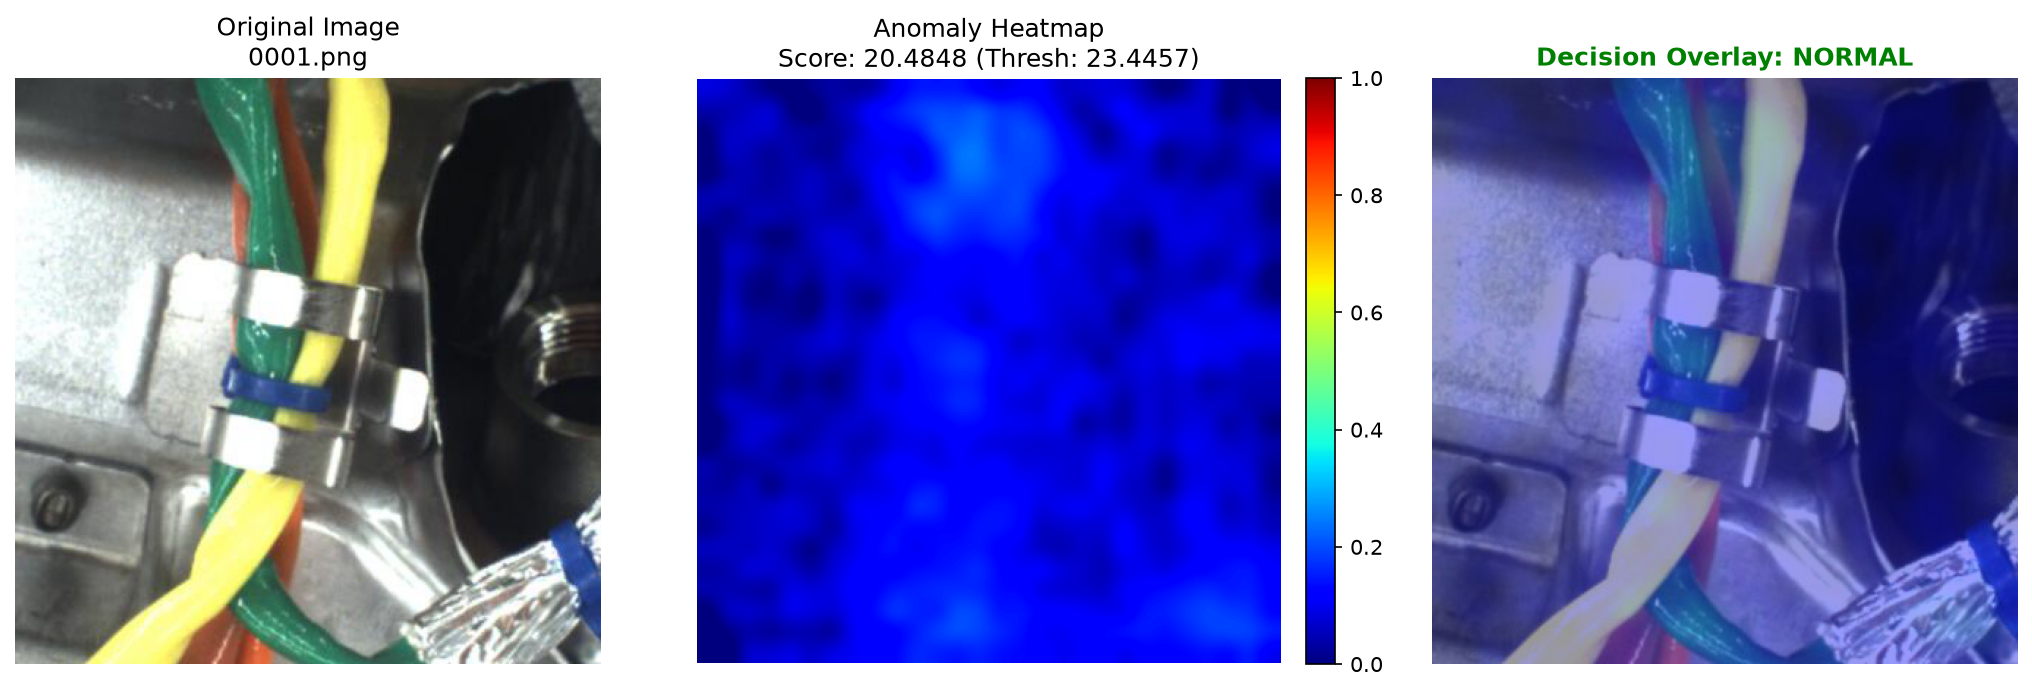 Original Image
0001.png
Anomaly Heatmap
Score: 20.4848 (Thresh: 23.4457)
Decision Overlay: NORMAL
1.0
0.8
0.6
0.4
0.2
0.0